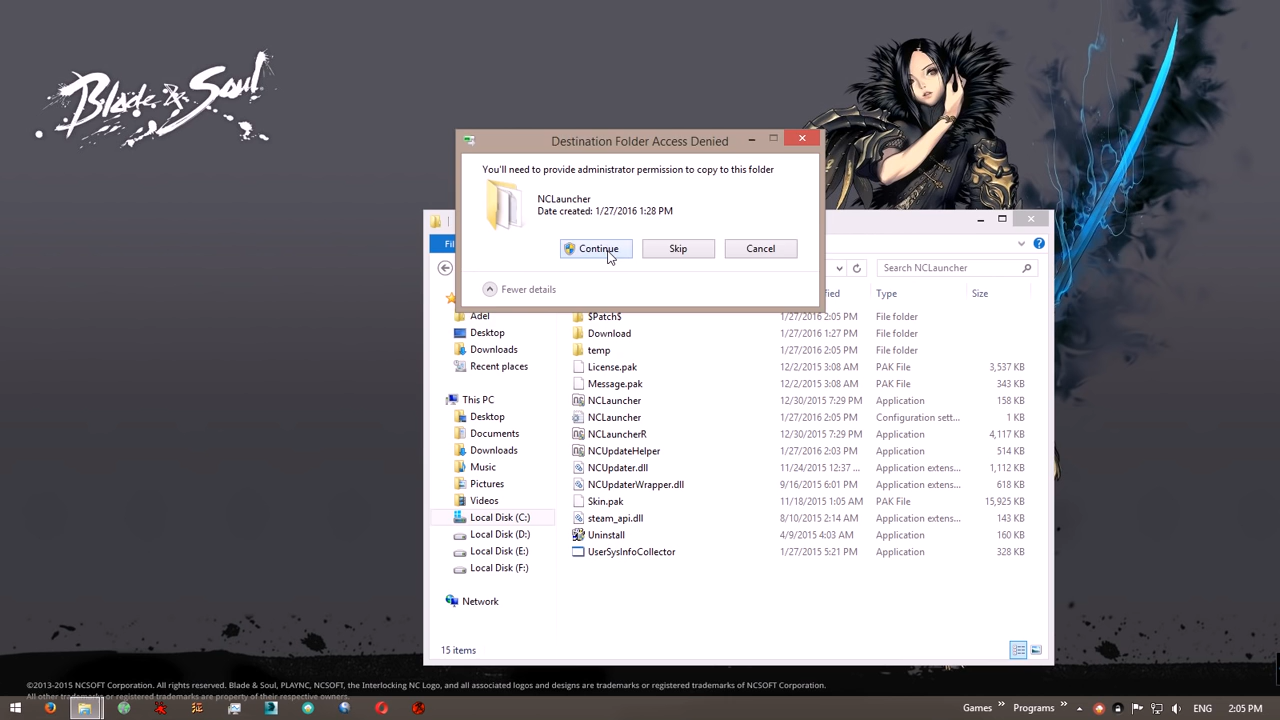 Blade & Soul
Destination Folder Access Denied
You'll need to provide administrator permission to copy to this folder
NCLauncher
Date created: 1/27/2016 1:28 PM
Continue
Skip
Cancel
Fewer details
Fil
Search NCLauncher
ified
Type
Size
Adel
Desktop
Downloads
Recent places
This PC
Desktop
Documents
Downloads
Music
Pictures
Videos
Local Disk (C:)
Local Disk (D:)
Local Disk (E:)
Local Disk (F:)
Network
$Patch$ 1/27/2016 2:05 PM File folder
Download 1/27/2016 1:27 PM File folder
temp 1/27/2016 2:05 PM File folder
License.pak 12/2/2015 3:08 AM PAK File 3,537 KB
Message.pak 12/2/2015 3:08 AM PAK File 343 KB
NCLauncher 12/30/2015 7:29 PM Application 158 KB
NCLauncher 1/27/2016 2:05 PM Configuration sett... 1 KB
NCLauncherR 12/30/2015 7:29 PM Application 4,117 KB
NCUpdateHelper 1/27/2016 2:03 PM Application 514 KB
NCUpdater.dll 11/24/2015 12:37 ... Application extens... 1,112 KB
NCUpdaterWrapper.dll 9/16/2015 6:01 PM Application extens... 618 KB
Skin.pak 11/18/2015 1:05 AM PAK File 15,925 KB
steam_api.dll 8/10/2015 2:14 AM Application extens... 143 KB
Uninstall 4/9/2015 4:03 AM Application 160 KB
UserSysInfoCollector 1/27/2015 5:21 PM Application 328 KB
15 items
©2013-2015 NCSOFT Corporation. All rights reserved. Blade & Soul, PLAYNC, NCSOFT, the Interlocking NC Logo, and all associated logos and designs are trademarks or registered trademarks of NCSOFT Corporation.
All other trademarks or registered trademarks are property of their respective owners.
Games » Programs » ENG 2:05 PM